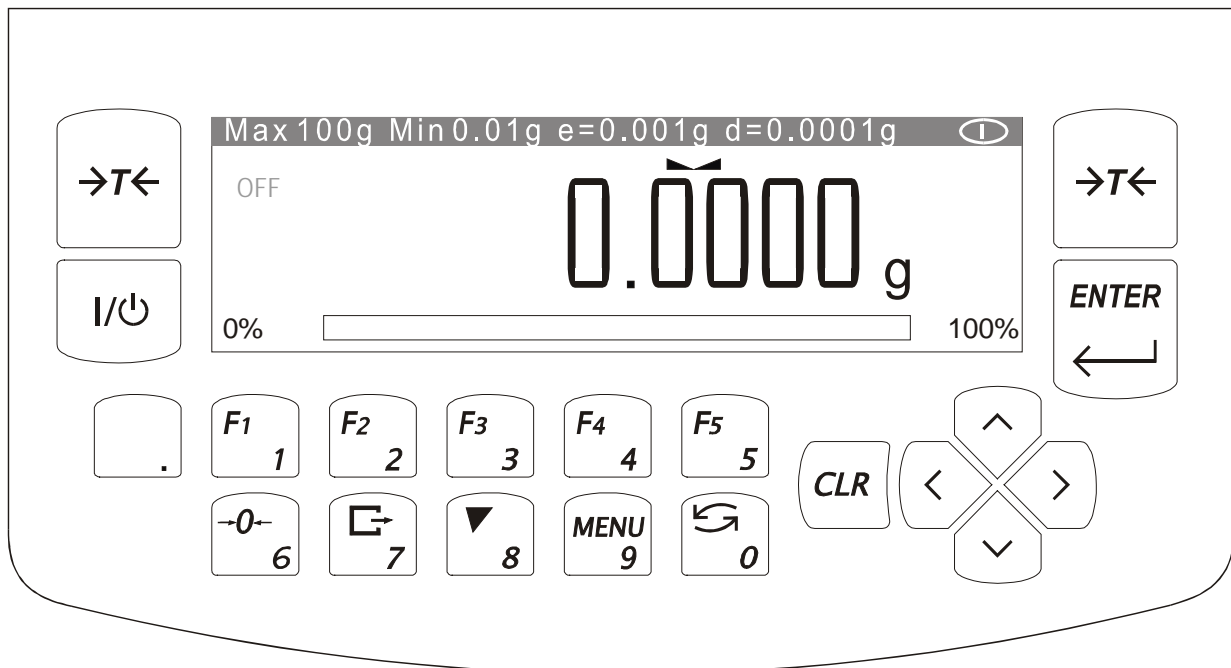 Max 100g Min 0.01g e=0.001g d=0.0001g
→T←
OFF
0.0000 g
→T←
I/⏻
0%
100%
ENTER
.
F1 1
F2 2
F3 3
F4 4
F5 5
CLR
→0← 6
7
8
MENU 9
0